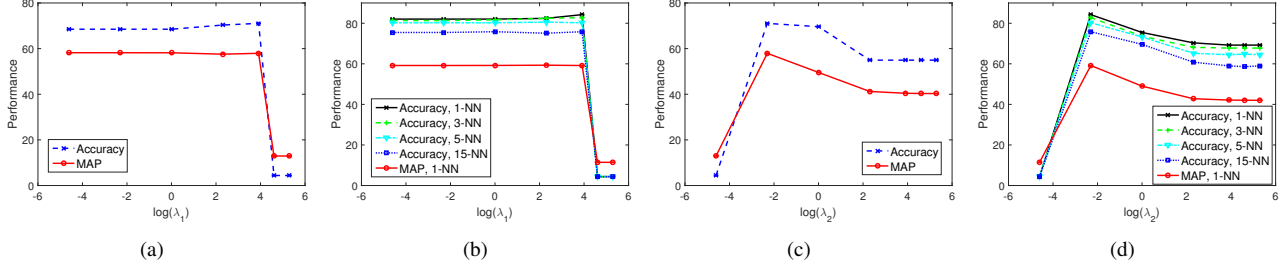 80
60
40
20
0
Performance
-6 -4 -2 0 2 4 6
log(λ1)
Accuracy
MAP
(a)
80
60
40
20
0
Performance
-6 -4 -2 0 2 4 6
log(λ1)
Accuracy, 1-NN
Accuracy, 3-NN
Accuracy, 5-NN
Accuracy, 15-NN
MAP, 1-NN
(b)
80
60
40
20
0
Performance
-6 -4 -2 0 2 4 6
log(λ2)
Accuracy
MAP
(c)
80
60
40
20
0
Performance
-6 -4 -2 0 2 4 6
log(λ2)
Accuracy, 1-NN
Accuracy, 3-NN
Accuracy, 5-NN
Accuracy, 15-NN
MAP, 1-NN
(d)